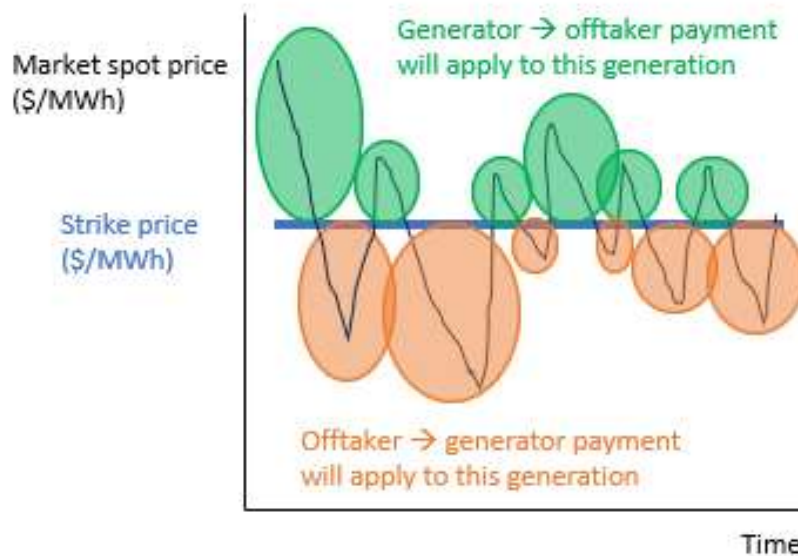 Generator → offtaker payment
will apply to this generation
Market spot price
($/MWh)
Strike price
($/MWh)
Offtaker → generator payment
will apply to this generation
Time